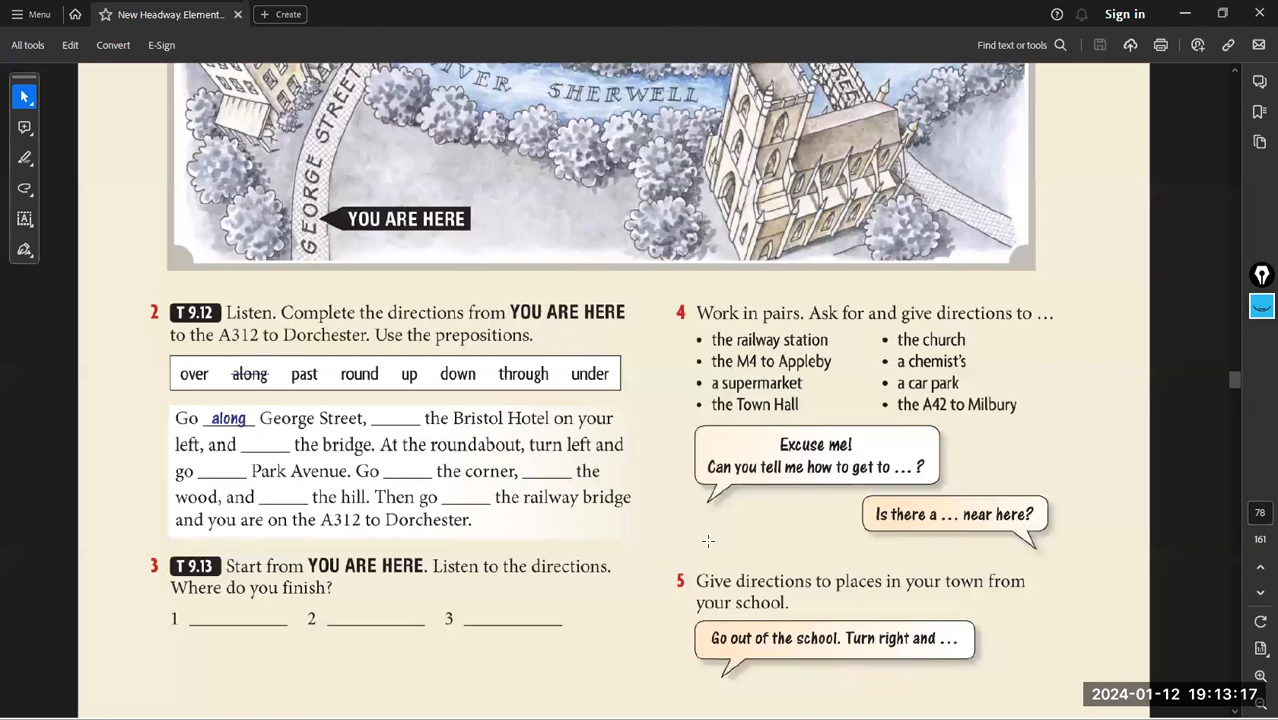 Menu
New Headway. Element...
Create
Sign in
All tools
Edit
Convert
E-Sign
Find text or tools
RIVER SHERWELL
GEORGE STREET
YOU ARE HERE
2 T 9.12 Listen. Complete the directions from YOU ARE HERE
to the A312 to Dorchester. Use the prepositions.
over along past round up down through under
Go along George Street, ______ the Bristol Hotel on your
left, and ______ the bridge. At the roundabout, turn left and
go ______ Park Avenue. Go ______ the corner, ______ the
wood, and ______ the hill. Then go ______ the railway bridge
and you are on the A312 to Dorchester.
3 T 9.13 Start from YOU ARE HERE. Listen to the directions.
Where do you finish?
1 __________ 2 __________ 3 __________
4 Work in pairs. Ask for and give directions to …
• the railway station
• the M4 to Appleby
• a supermarket
• the Town Hall
• the church
• a chemist's
• a car park
• the A42 to Milbury
Excuse me!
Can you tell me how to get to … ?
Is there a … near here?
5 Give directions to places in your town from
your school.
Go out of the school. Turn right and …
78
161
2024-01-12 19:13:17